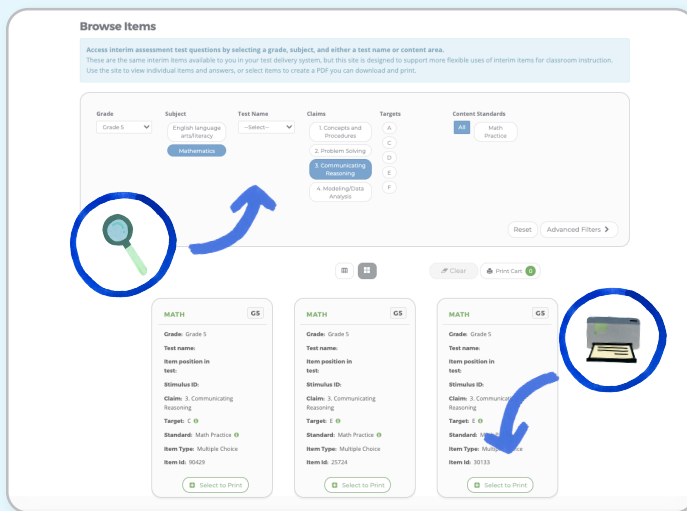 Browse Items
Access interim assessment test questions by selecting a grade, subject, and either a test name or content area.
These are the same interim items available to you in your test delivery system, but this site is designed to support more flexible uses of interim items for classroom instruction.
Use the site to view individual items and answers, or select items to create a PDF you can download and print.
Grade Subject Test Name Claims Targets Content Standards
Grade 5
English language
arts/literacy
Mathematics
--Select--
1. Concepts and
Procedures
2. Problem Solving
3. Communicating
Reasoning
4. Modeling/Data
Analysis
A
C
D
E
F
All
Math
Practice
Reset Advanced Filters
Clear Print Cart 0
MATH G5
Grade: Grade 5
Test name:
Item position in
test:
Stimulus ID:
Claim: 3. Communicating
Reasoning
Target: C
Standard: Math Practice
Item Type: Multiple Choice
Item Id: 90429
Select to Print
MATH G5
Grade: Grade 5
Test name:
Item position in
test:
Stimulus ID:
Claim: 3. Communicating
Reasoning
Target: E
Standard: Math Practice
Item Type: Multiple Choice
Item Id: 25724
Select to Print
MATH G5
Grade: Grade 5
Test name:
Item position in
test:
Stimulus ID:
Claim: 3.
Reasoning
Target: E
Standard:
Item Type:
Item Id: 30133
Select to Print